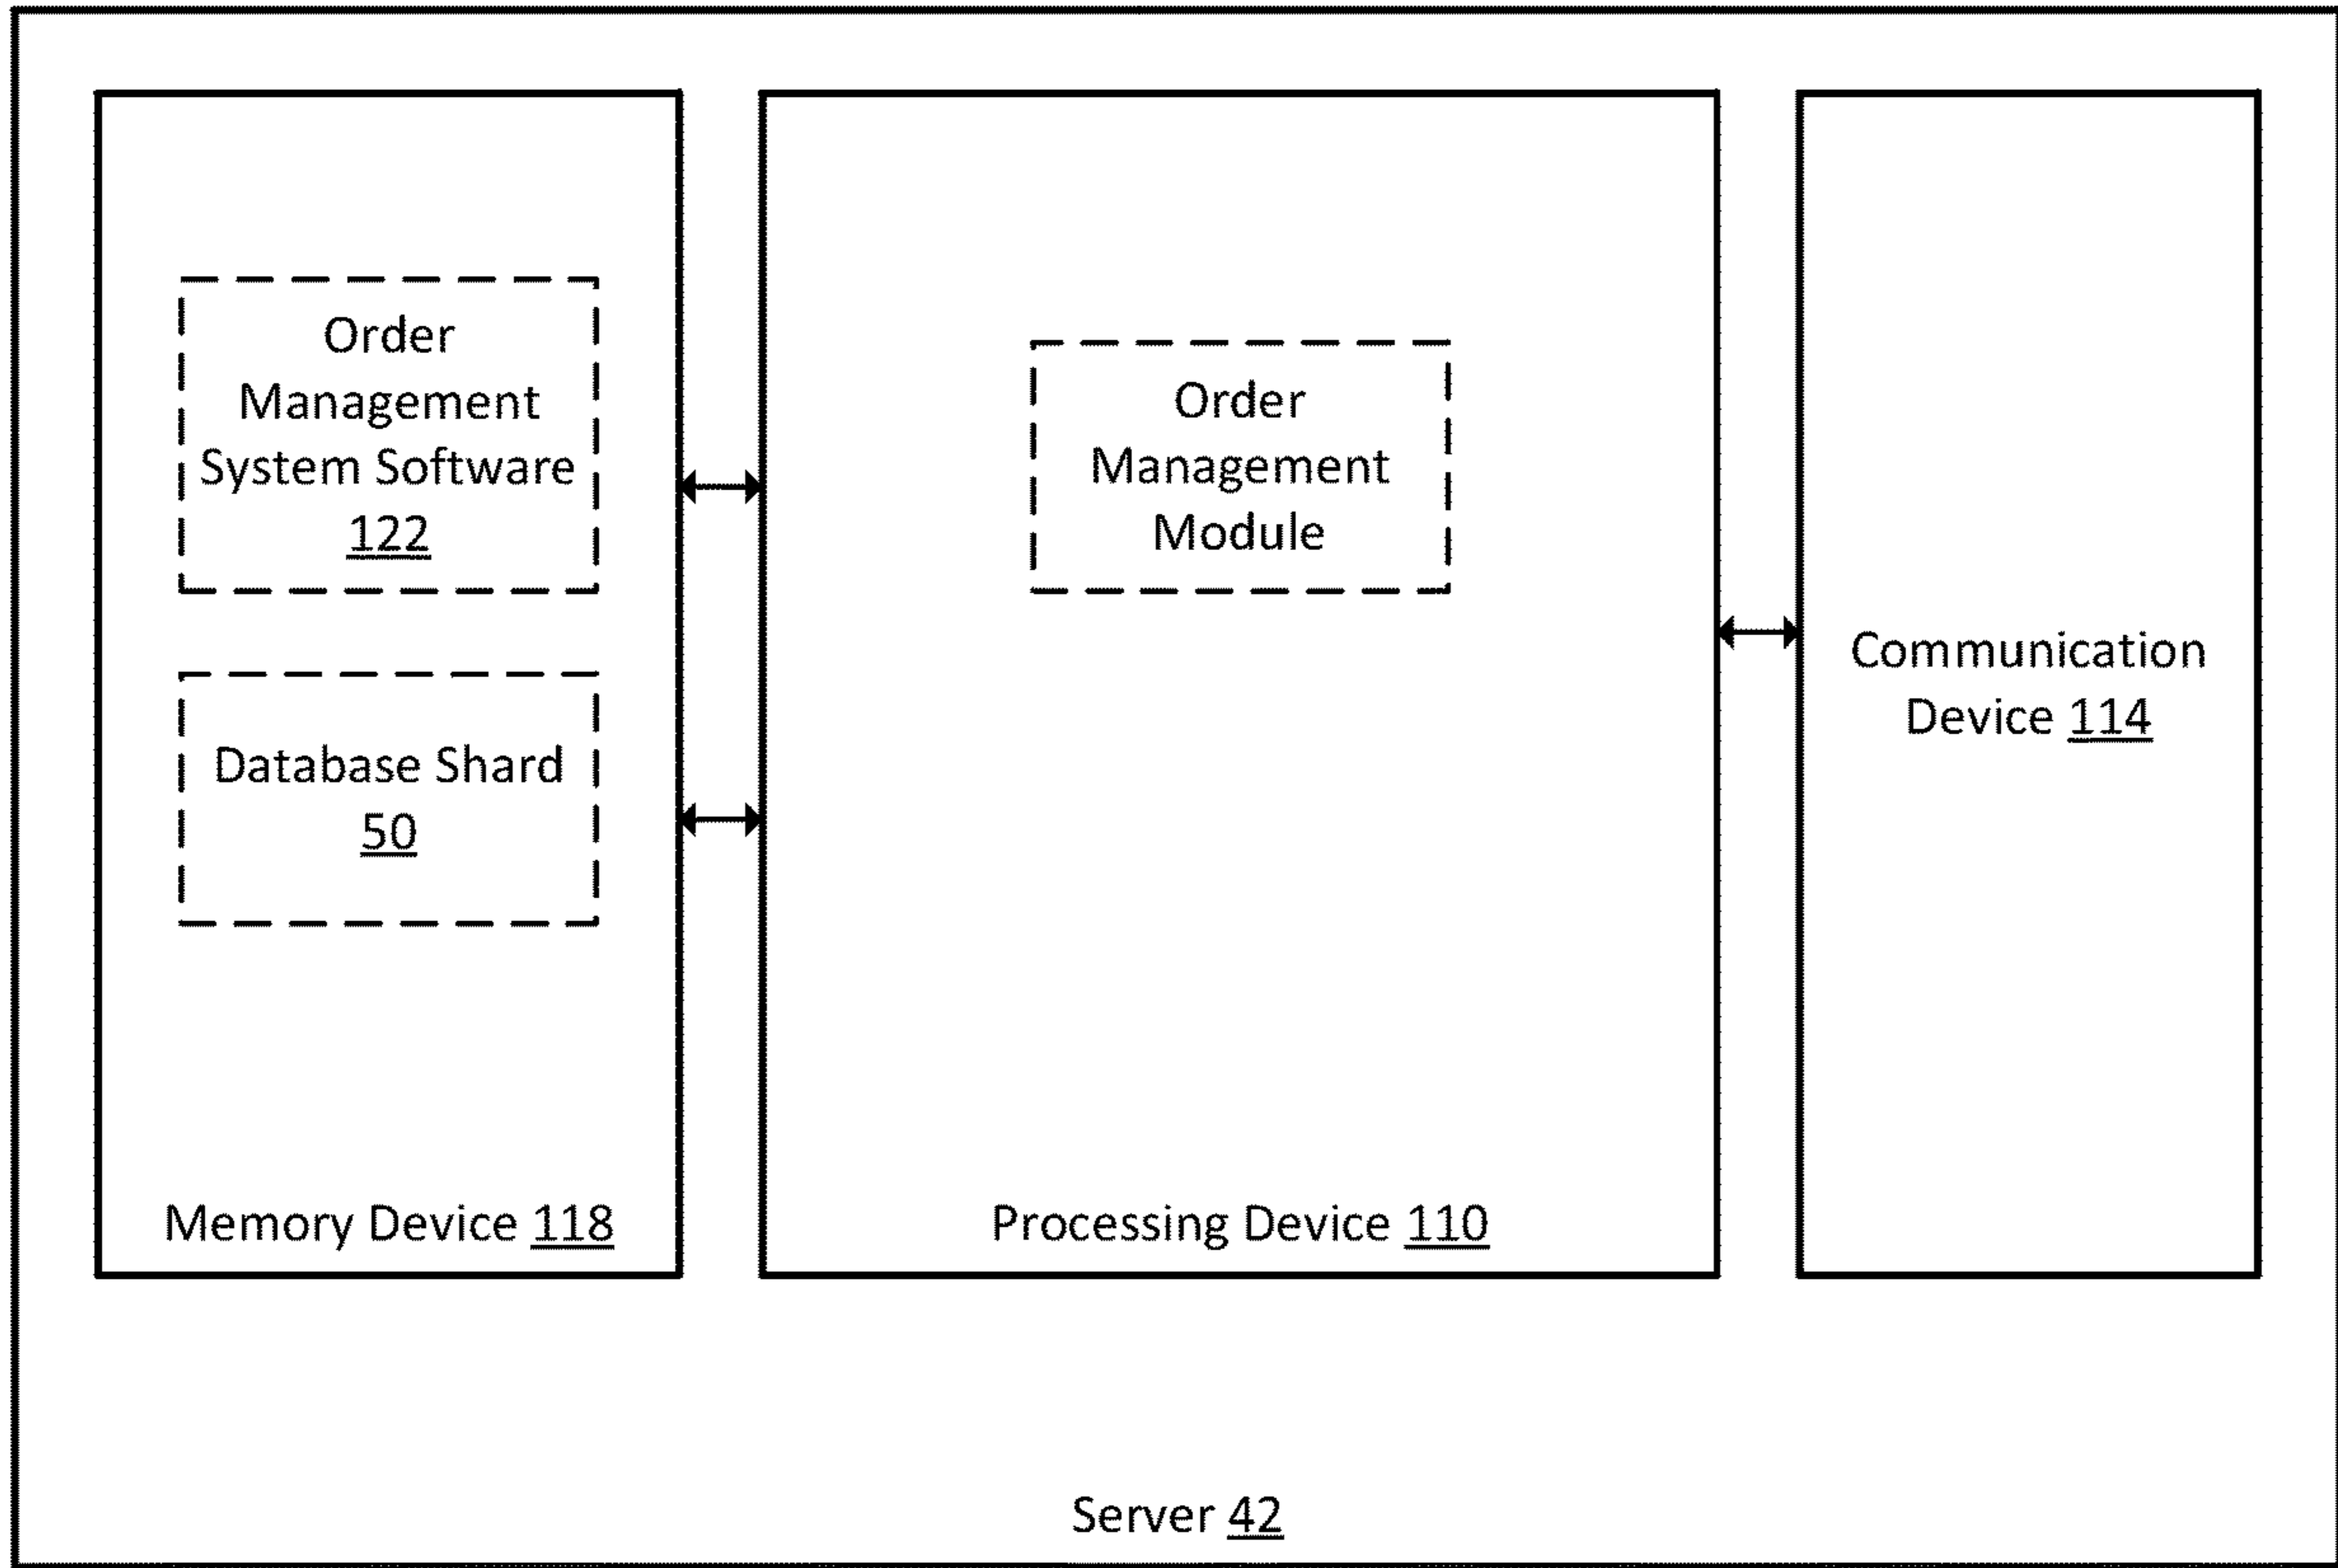 Order
Management
System Software
122
Database Shard
50
Memory Device 118
Order
Management
Module
Processing Device 110
Communication
Device 114
Server 42